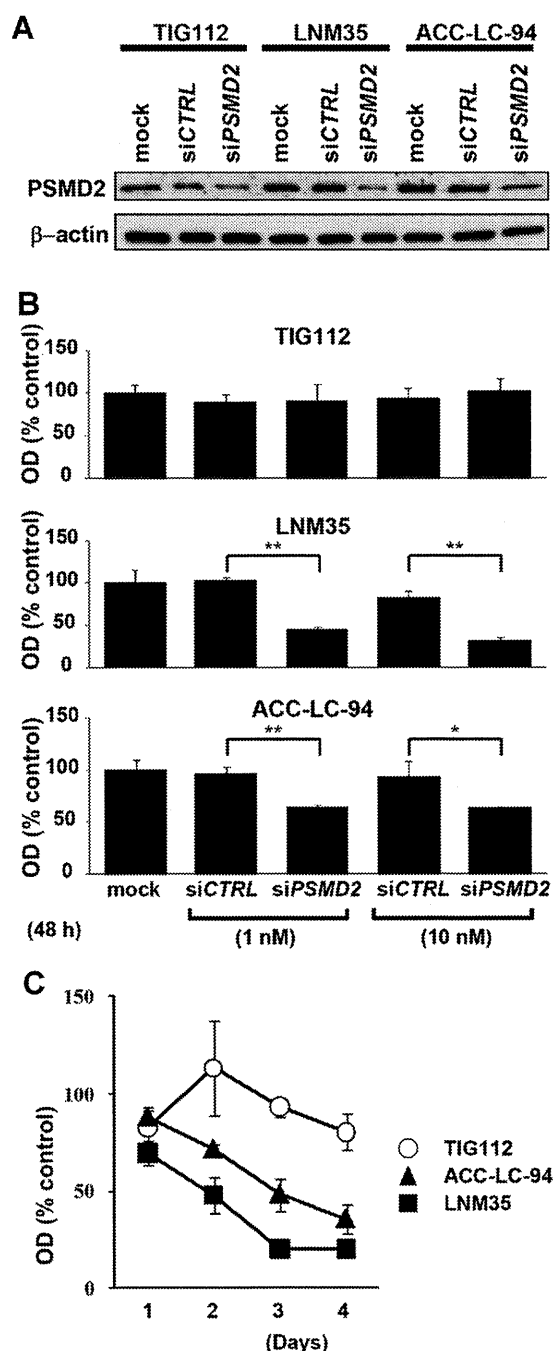 A
TIG112 LNM35 ACC-LC-94
mock siCTRL siPSMD2 mock siCTRL siPSMD2 mock siCTRL siPSMD2
PSMD2
β-actin
B
TIG112
OD (% control)
150
100
50
0
LNM35
OD (% control)
150
100
50
0
** **
ACC-LC-94
OD (% control)
150
100
50
0
** *
mock siCTRL siPSMD2 siCTRL siPSMD2
(48 h) (1 nM) (10 nM)
C
OD (% control)
150
100
50
0
1 2 3 4
(Days)
TIG112
ACC-LC-94
LNM35